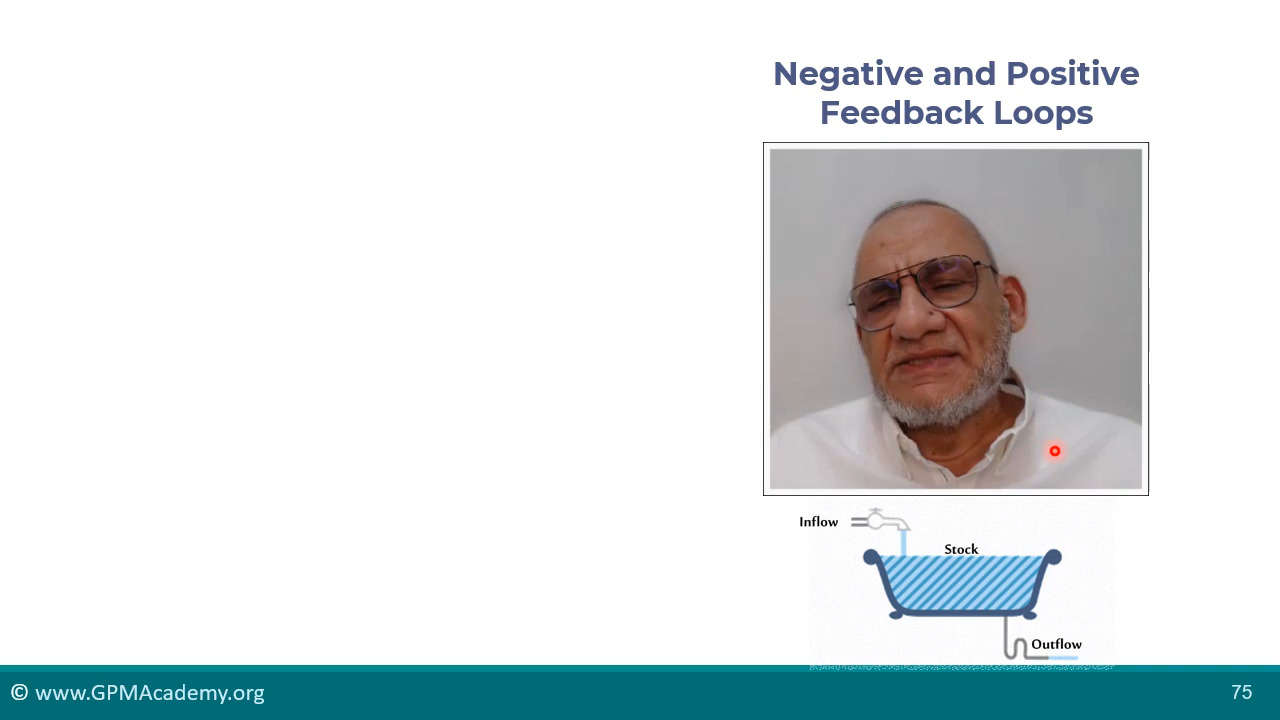 Negative and Positive
Feedback Loops
Inflow
Stock
Outflow
© www.GPMAcademy.org
75